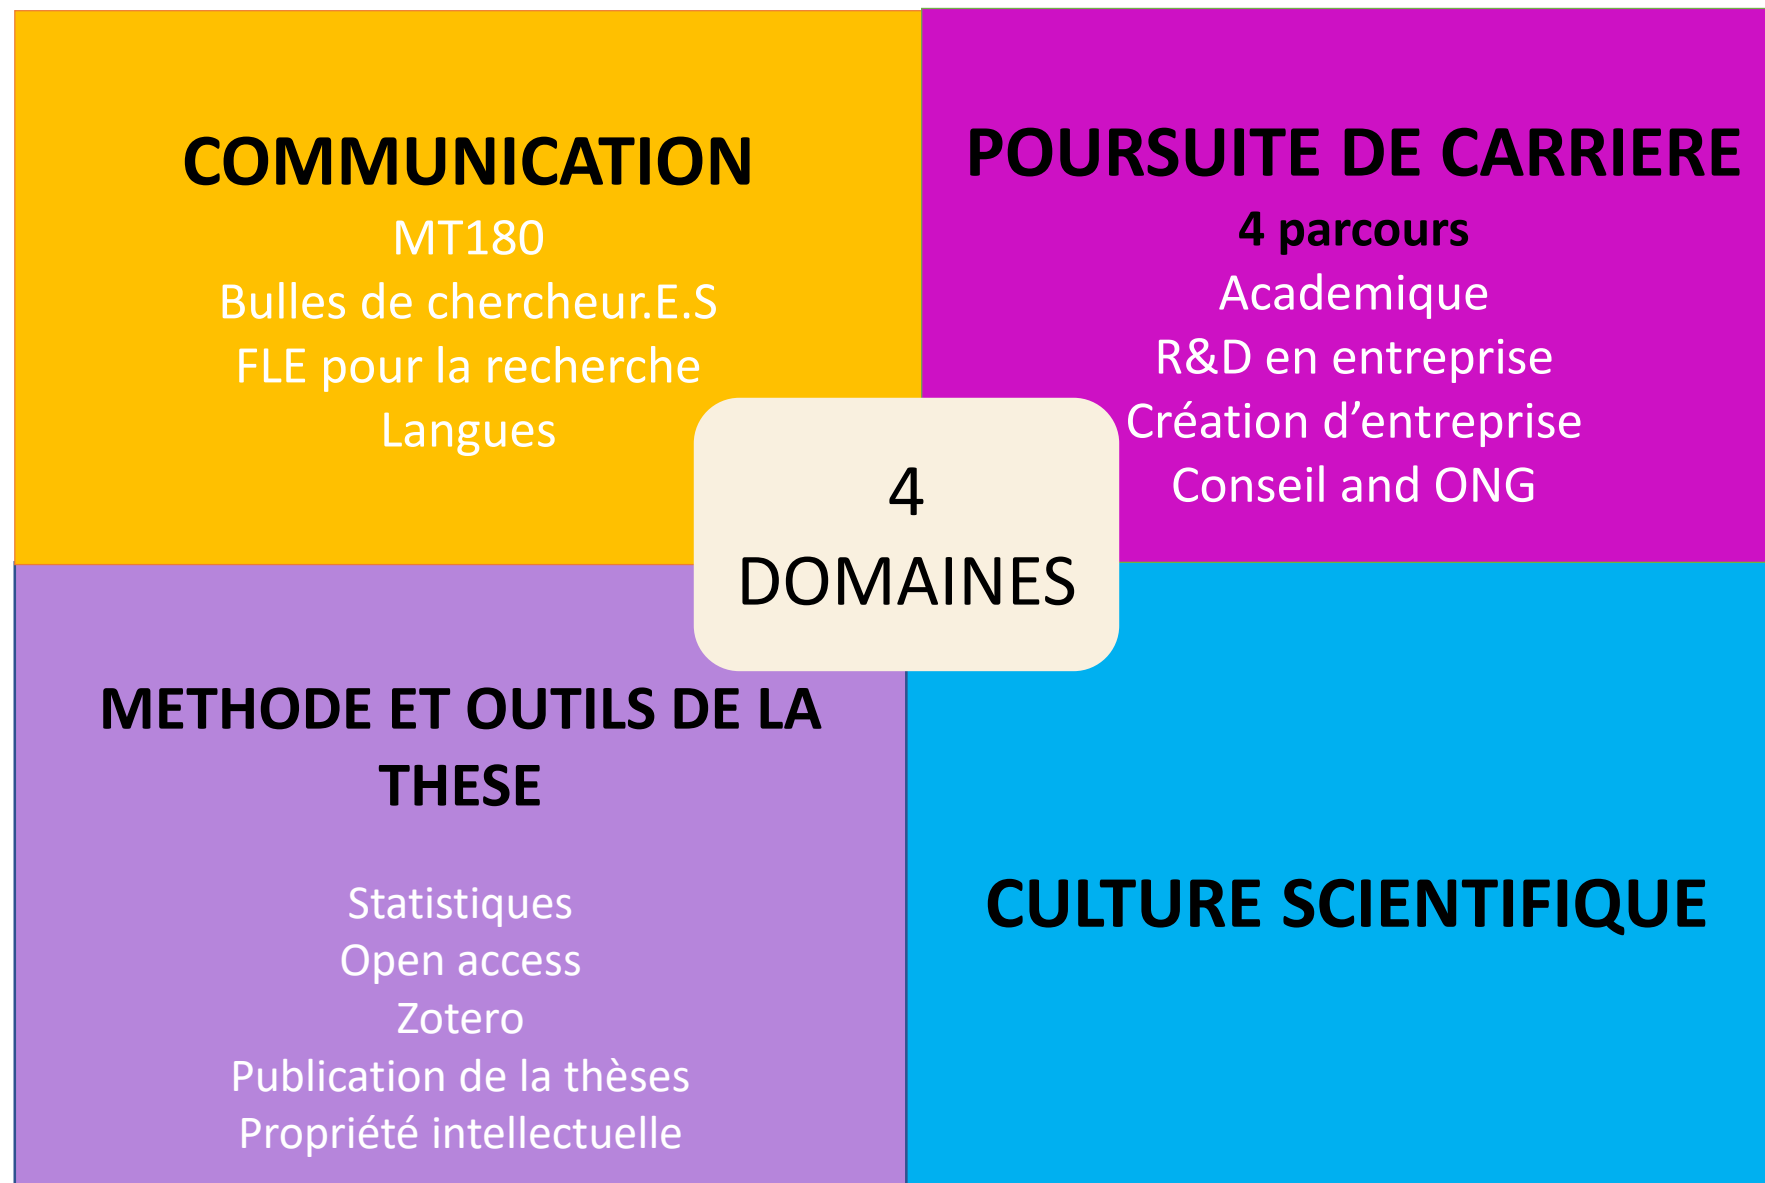 COMMUNICATION
MT180
Bulles de chercheur.E.S
FLE pour la recherche
Langues
POURSUITE DE CARRIERE
4 parcours
Academique
R&D en entreprise
Création d’entreprise
Conseil and ONG
4
DOMAINES
METHODE ET OUTILS DE LA
THESE
Statistiques
Open access
Zotero
Publication de la thèses
Propriété intellectuelle
CULTURE SCIENTIFIQUE